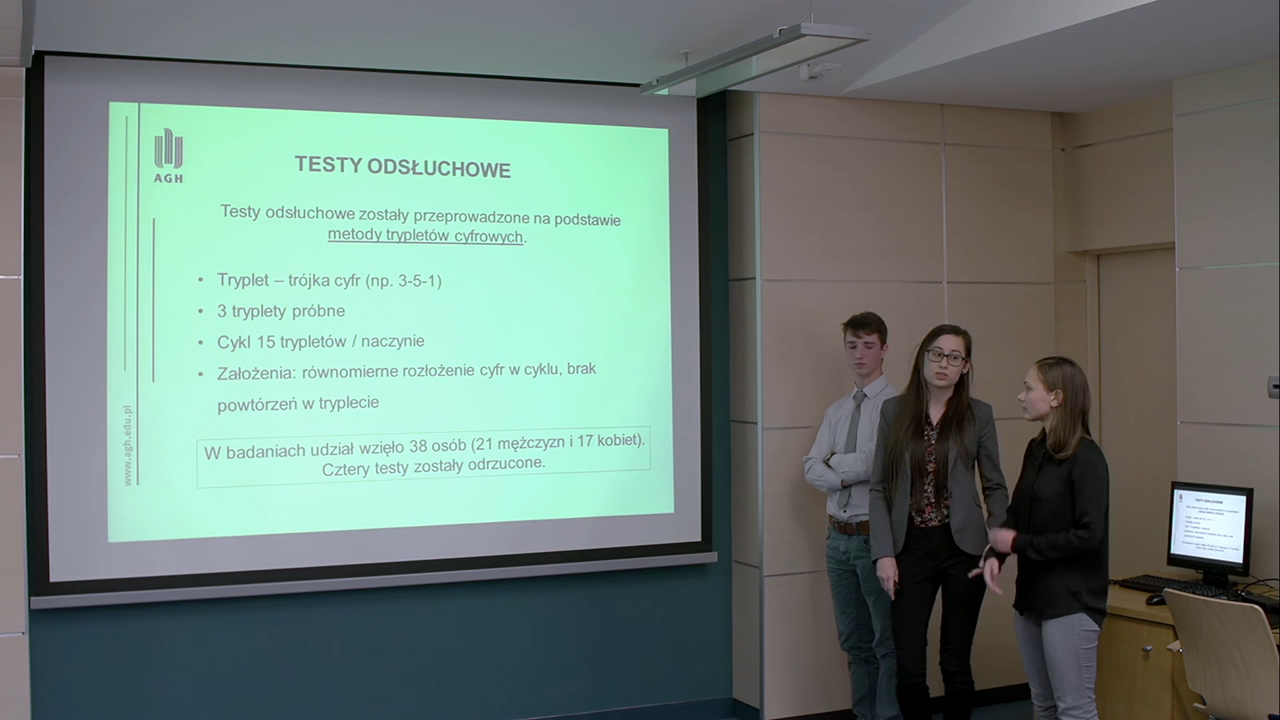 AGH
TESTY ODSŁUCHOWE
Testy odsłuchowe zostały przeprowadzone na podstawie
metody trypletów cyfrowych.
• Tryplet – trójka cyfr (np. 3-5-1)
• 3 tryplety próbne
• Cykl 15 trypletów / naczynie
• Założenia: równomierne rozłożenie cyfr w cyklu, brak
powtórzeń w tryplecie
W badaniach udział wzięło 38 osób (21 mężczyzn i 17 kobiet).
Cztery testy zostały odrzucone.
www.agh.edu.pl
TESTY ODSŁUCHOWE